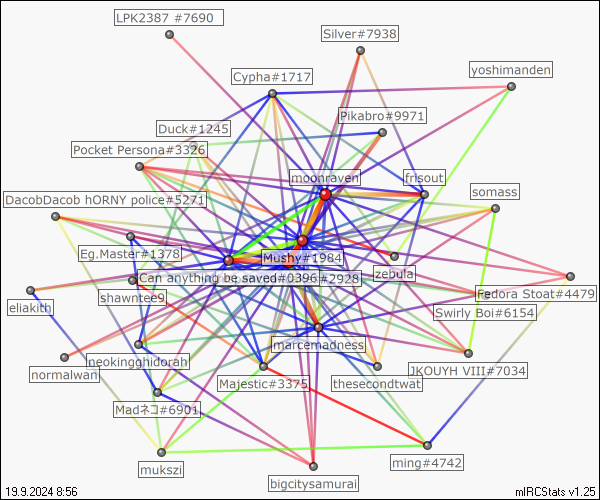 LPK2387 #7690
Silver#7938
yoshimanden
Cypha#1717
Pikabro#9971
Duck#1245
Pocket Persona#3326
moonraven
frisout
somass
DacobDacob hORNY police#5271
Eg.Master#1378
Mushy#1984
zebula
Can anything be saved#0396
#2928
Fedora Stoat#4479
shawntee9
eliakith
Swirly Boi#6154
marcemadness
neokingghidorah
normalwan
JKOUYH VIII#7034
Majestic#3375
thesecondtwat
Madネコ#6901
ming#4742
mukszi
bigcitysamurai
19.9.2024 8:56
mIRCStats v1.25